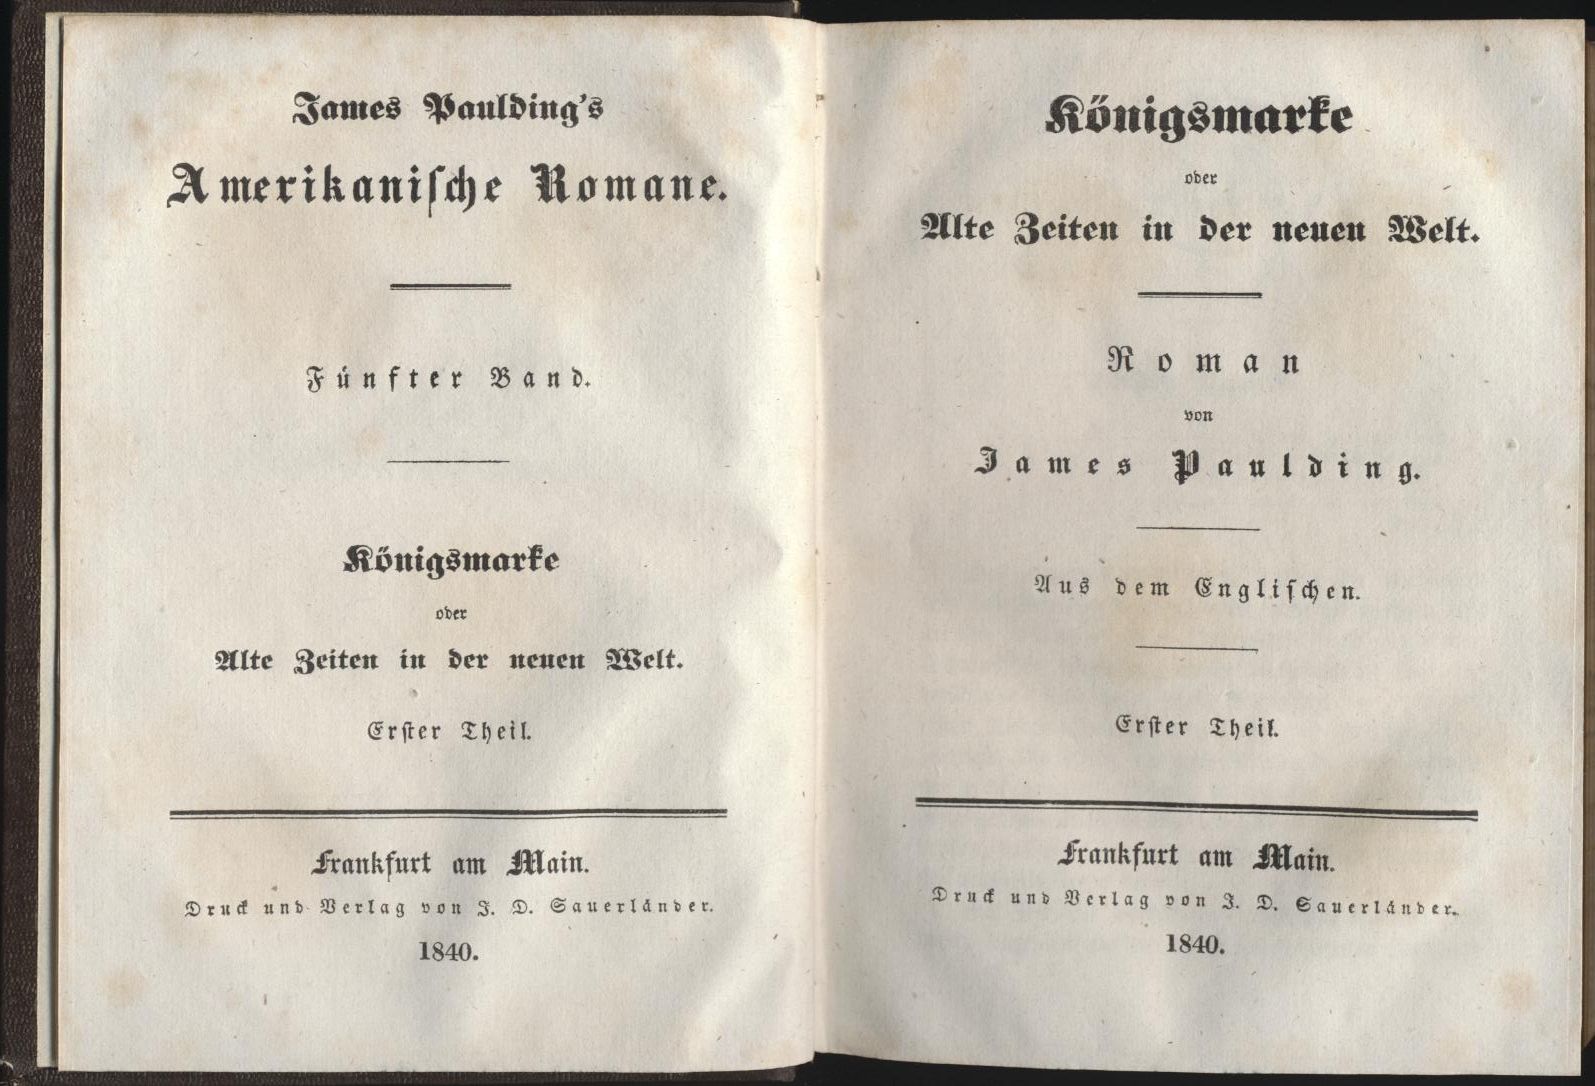 James Paulding's
Amerikanische Romane.
Fünfter Band.
Königsmarke
oder
Alte Zeiten in der neuen Welt.
Erster Theil.
Frankfurt am Main.
Druck und Verlag von J. D. Sauerländer.
1840.
Königsmarke
oder
Alte Zeiten in der neuen Welt.
Roman
von
James Paulding.
Aus dem Englischen.
Erster Theil.
Frankfurt am Main.
Druck und Verlag von J. D. Sauerländer.
1840.